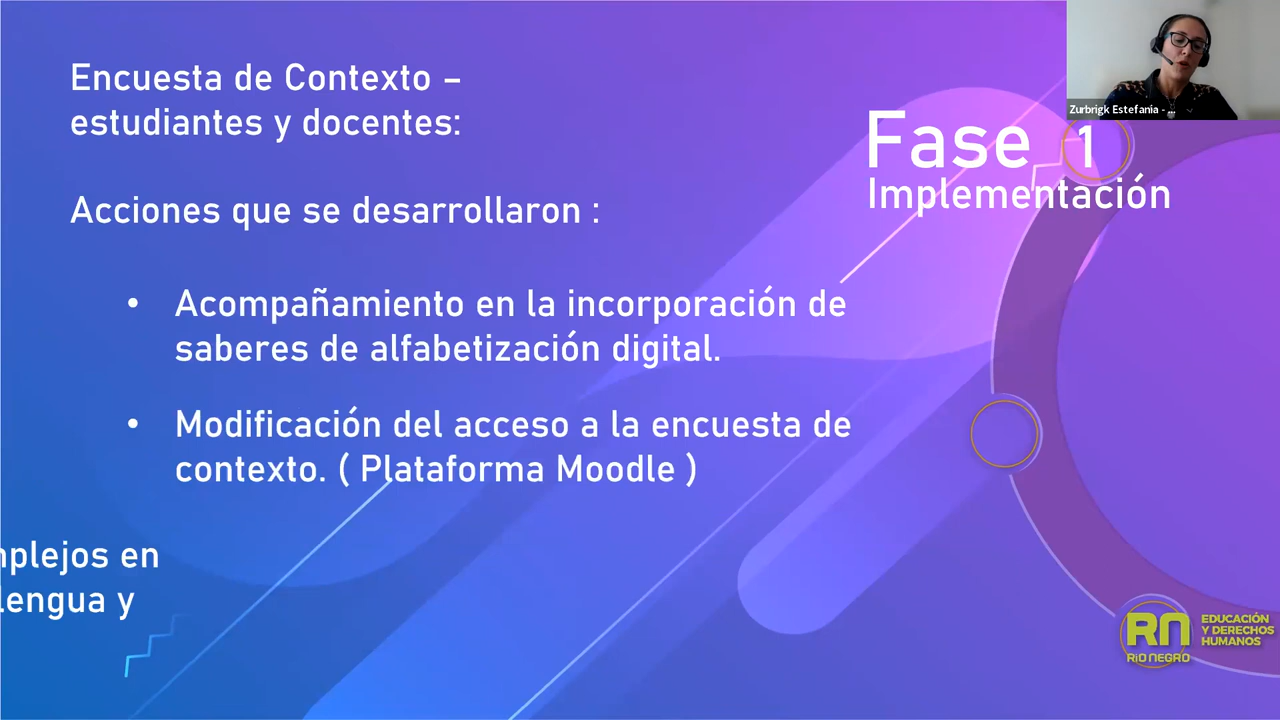 Encuesta de Contexto –
estudiantes y docentes:
Acciones que se desarrollaron :
• Acompañamiento en la incorporación de
saberes de alfabetización digital.
• Modificación del acceso a la encuesta de
contexto. ( Plataforma Moodle )
en
lengua y
Fase 1
Implementación
Zurbrigk Estefania - ...
RN
RÍO NEGRO
EDUCACIÓN
Y DERECHOS
HUMANOS